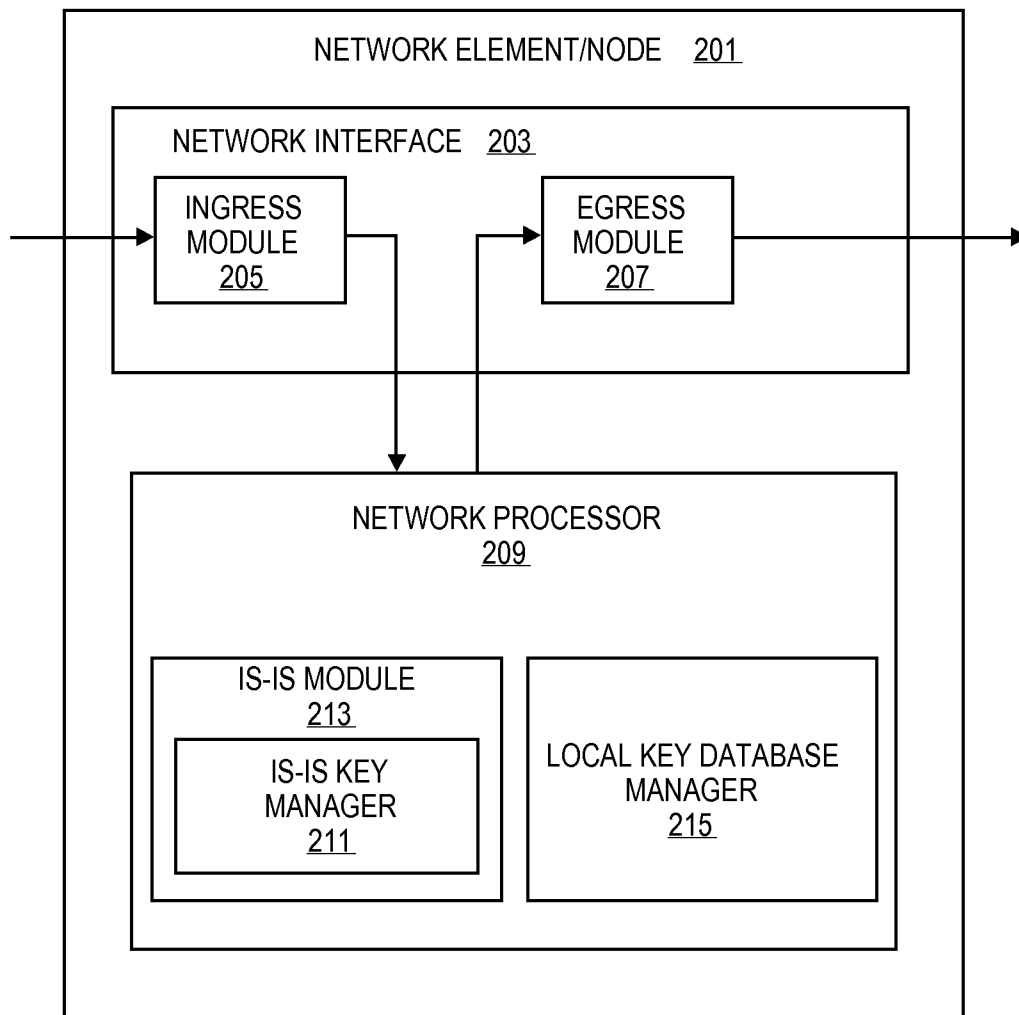 NETWORK ELEMENT/NODE 201
NETWORK INTERFACE 203
INGRESS
MODULE
205
EGRESS
MODULE
207
NETWORK PROCESSOR
209
IS-IS MODULE
213
IS-IS KEY
MANAGER
211
LOCAL KEY DATABASE
MANAGER
215